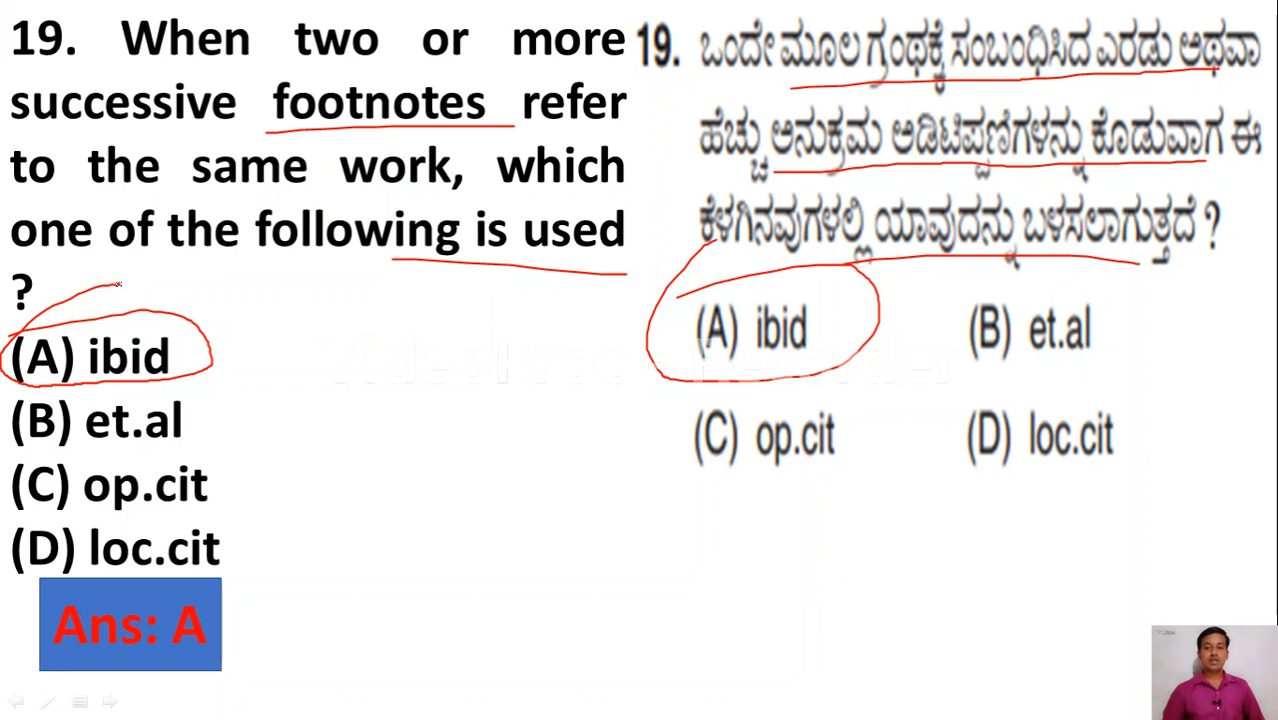 19. When two or more
successive footnotes refer
to the same work, which
one of the following is used
?
(A) ibid
(B) et.al
(C) op.cit
(D) loc.cit
Ans: A
19. ಒಂದೇ ಮೂಲ ಗ್ರಂಥಕ್ಕೆ ಸಂಬಂಧಿಸಿದ ಎರಡು ಅಥವಾ
ಹೆಚ್ಚು ಅನುಕ್ರಮ ಅಡಿಟಿಪ್ಪಣಿಗಳನ್ನು ಕೊಡುವಾಗ ಈ
ಕೆಳಗಿನವುಗಳಲ್ಲಿ ಯಾವುದನ್ನು ಬಳಸಲಾಗುತ್ತದೆ ?
(A) ibid (B) et.al
(C) op.cit (D) loc.cit